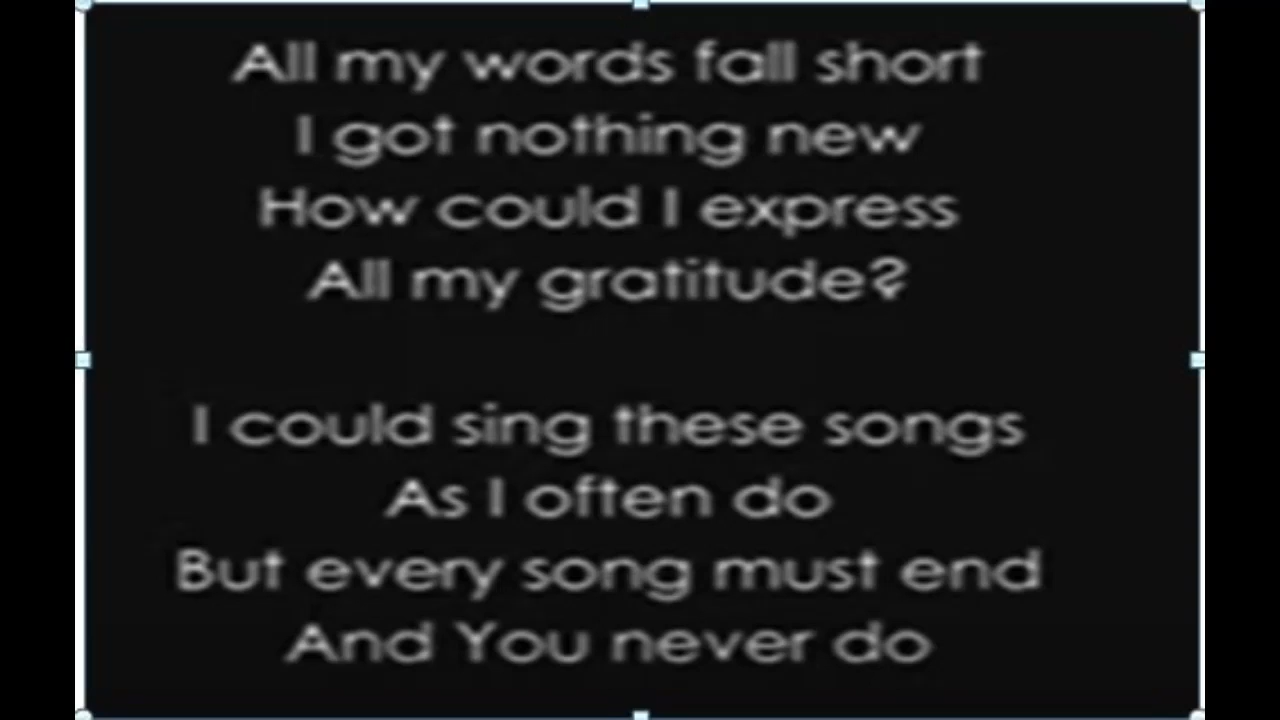 All my words fall short
I got nothing new
How could I express
All my gratitude?
I could sing these songs
As I often do
But every song must end
And You never do